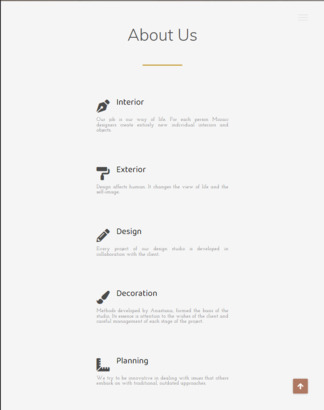 About Us
Interior
Our job is our way of life. For each person Mosaic
designers create entirely new individual interiors and
objects.
Exterior
Design affects human. It changes the view of life and the
self-image.
Design
Every project of our design studio is developed in
collaboration with the client.
Decoration
Methods developed by Anastasia, formed the basis of the
studio. Its essence is attention to the wishes of the client and
careful management of each stage of the project.
Planning
We try to be innovative in dealing with issues that others
embark on with traditional, outdated approaches.